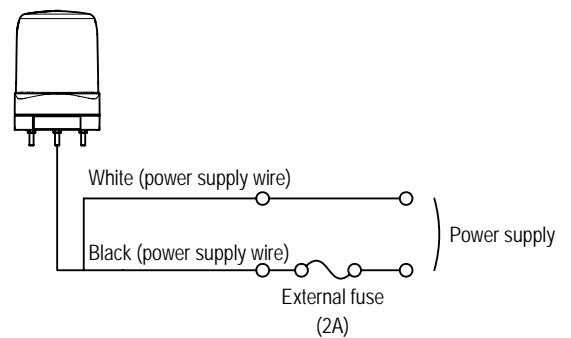 White (power supply wire)
Power supply
Black (power supply wire)
External fuse
(2A)